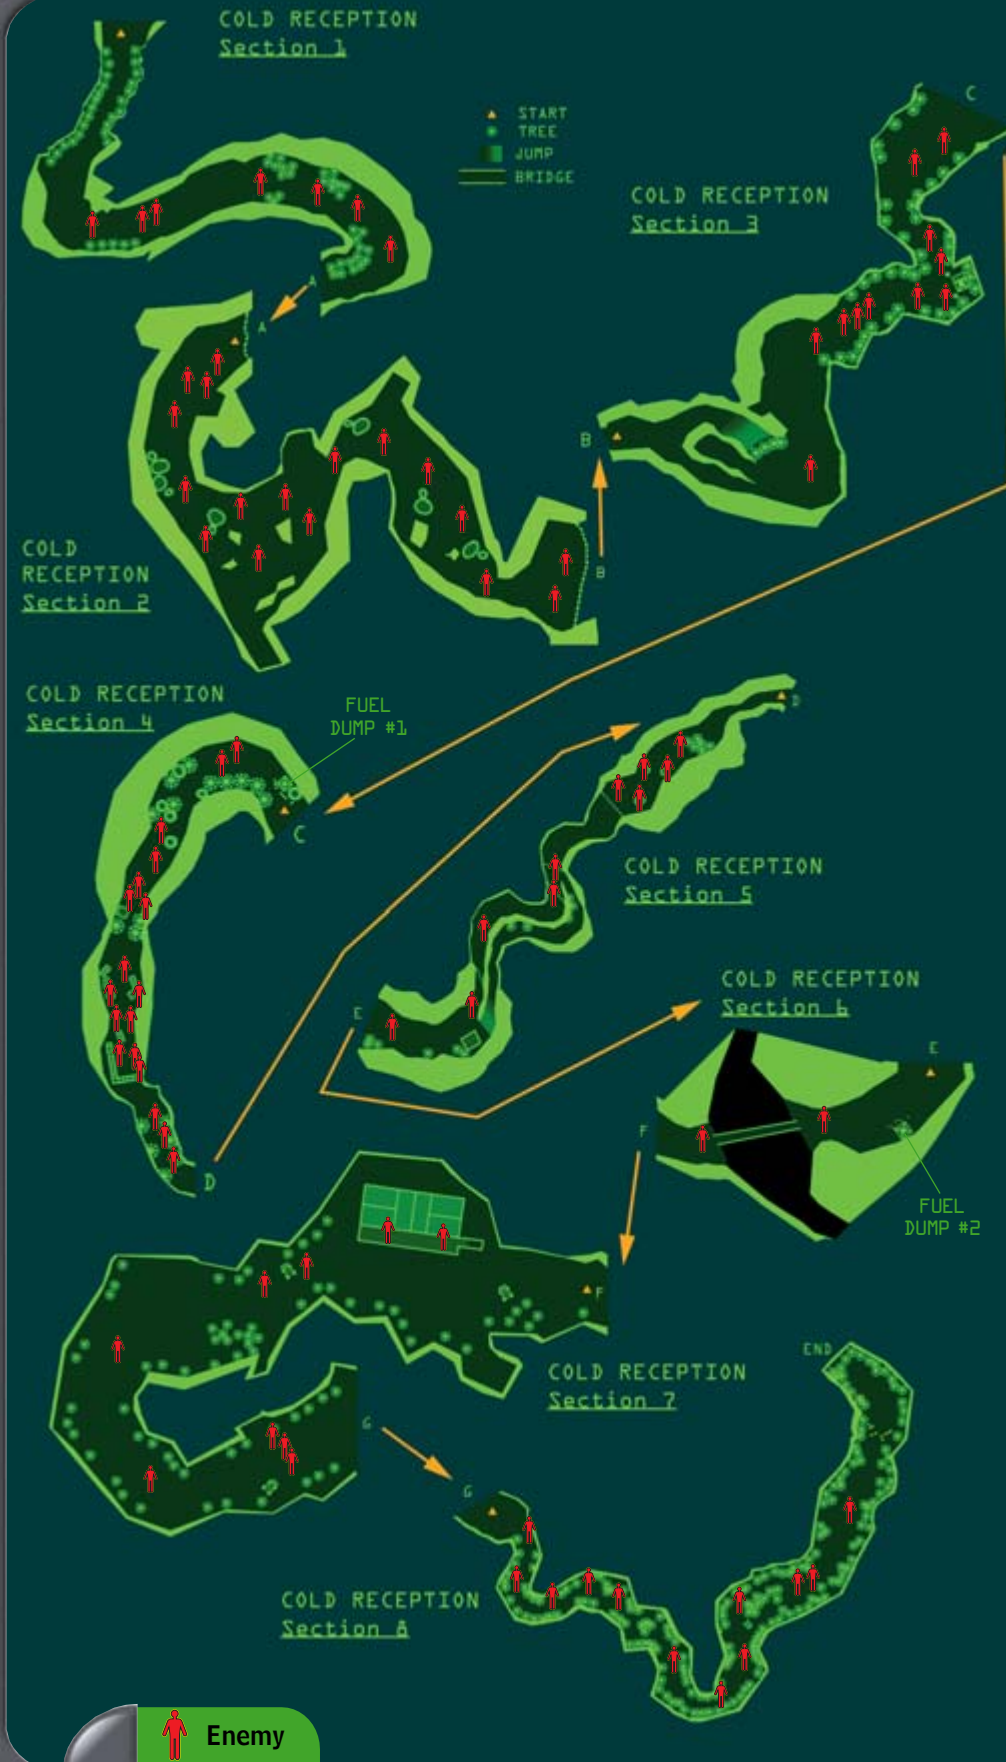 COLD RECEPTION
Section 1
START
TREE
JUMP
BRIDGE
C
COLD RECEPTION
Section 3
A
A
B
B
COLD
RECEPTION
Section 2
COLD RECEPTION
Section 4
FUEL
DUMP #1
C
D
D
COLD RECEPTION
Section 5
E
COLD RECEPTION
Section 6
E
F
FUEL
DUMP #2
F
COLD RECEPTION
Section 7
END
G
G
COLD RECEPTION
Section 8
Enemy